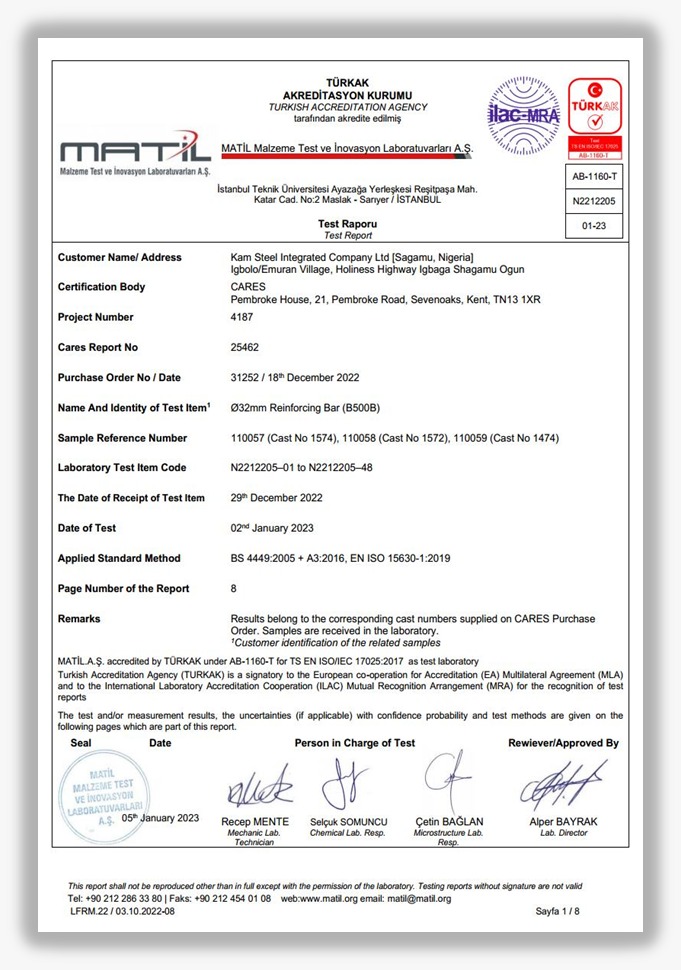 TÜRKAK
AKREDİTASYON KURUMU
TURKISH ACCREDITATION AGENCY
tarafından akredite edilmiş
ilac-MRA
TÜRKAK
Test
TS EN ISO/IEC 17025
AB-1160-T
MATİL
Malzeme Test ve İnovasyon Laboratuvarları A.Ş.
MATİL Malzeme Test ve İnovasyon Laboratuvarları A.Ş.
AB-1160-T
N2212205
01-23
İstanbul Teknik Üniversitesi Ayazağa Yerleşkesi Reşitpaşa Mah.
Katar Cad. No:2 Maslak - Sarıyer / İSTANBUL
Test Raporu
Test Report
Customer Name/ Address Kam Steel Integrated Company Ltd [Sagamu, Nigeria]
Igbolo/Emuran Village, Holiness Highway Igbaga Shagamu Ogun
Certification Body CARES
Pembroke House, 21, Pembroke Road, Sevenoaks, Kent, TN13 1XR
Project Number 4187
Cares Report No 25462
Purchase Order No / Date 31252 / 18th December 2022
Name And Identity of Test Item1 Ø32mm Reinforcing Bar (B500B)
Sample Reference Number 110057 (Cast No 1574), 110058 (Cast No 1572), 110059 (Cast No 1474)
Laboratory Test Item Code N2212205–01 to N2212205–48
The Date of Receipt of Test Item 29th December 2022
Date of Test 02nd January 2023
Applied Standard Method BS 4449:2005 + A3:2016, EN ISO 15630-1:2019
Page Number of the Report 8
Remarks Results belong to the corresponding cast numbers supplied on CARES Purchase
Order. Samples are received in the laboratory.
1Customer identification of the related samples
MATİL.A.Ş. accredited by TÜRKAK under AB-1160-T for TS EN ISO/IEC 17025:2017 as test laboratory
Turkish Accreditation Agency (TURKAK) is a signatory to the European co-operation for Accreditation (EA) Multilateral Agreement (MLA)
and to the International Laboratory Accreditation Cooperation (ILAC) Mutual Recognition Arrangement (MRA) for the recognition of test
reports
The test and/or measurement results, the uncertainties (if applicable) with confidence probability and test methods are given on the
following pages which are part of this report.
Seal Date Person in Charge of Test Rewiever/Approved By
MATİL
MALZEME TEST
VE İNOVASYON
LABORATUVARLARI
A.Ş.
05th January 2023
Recep MENTE Selçuk SOMUNCU Çetin BAĞLAN Alper BAYRAK
Mechanic Lab. Chemical Lab. Resp. Microstructure Lab. Lab. Director
Technician Resp.
This report shall not be reproduced other than in full except with the permission of the laboratory. Testing reports without signature are not valid
Tel: +90 212 286 33 80 | Faks: +90 212 454 01 08 web:www.matil.org email: matil@matil.org
LFRM.22 / 03.10.2022-08 Sayfa 1 / 8